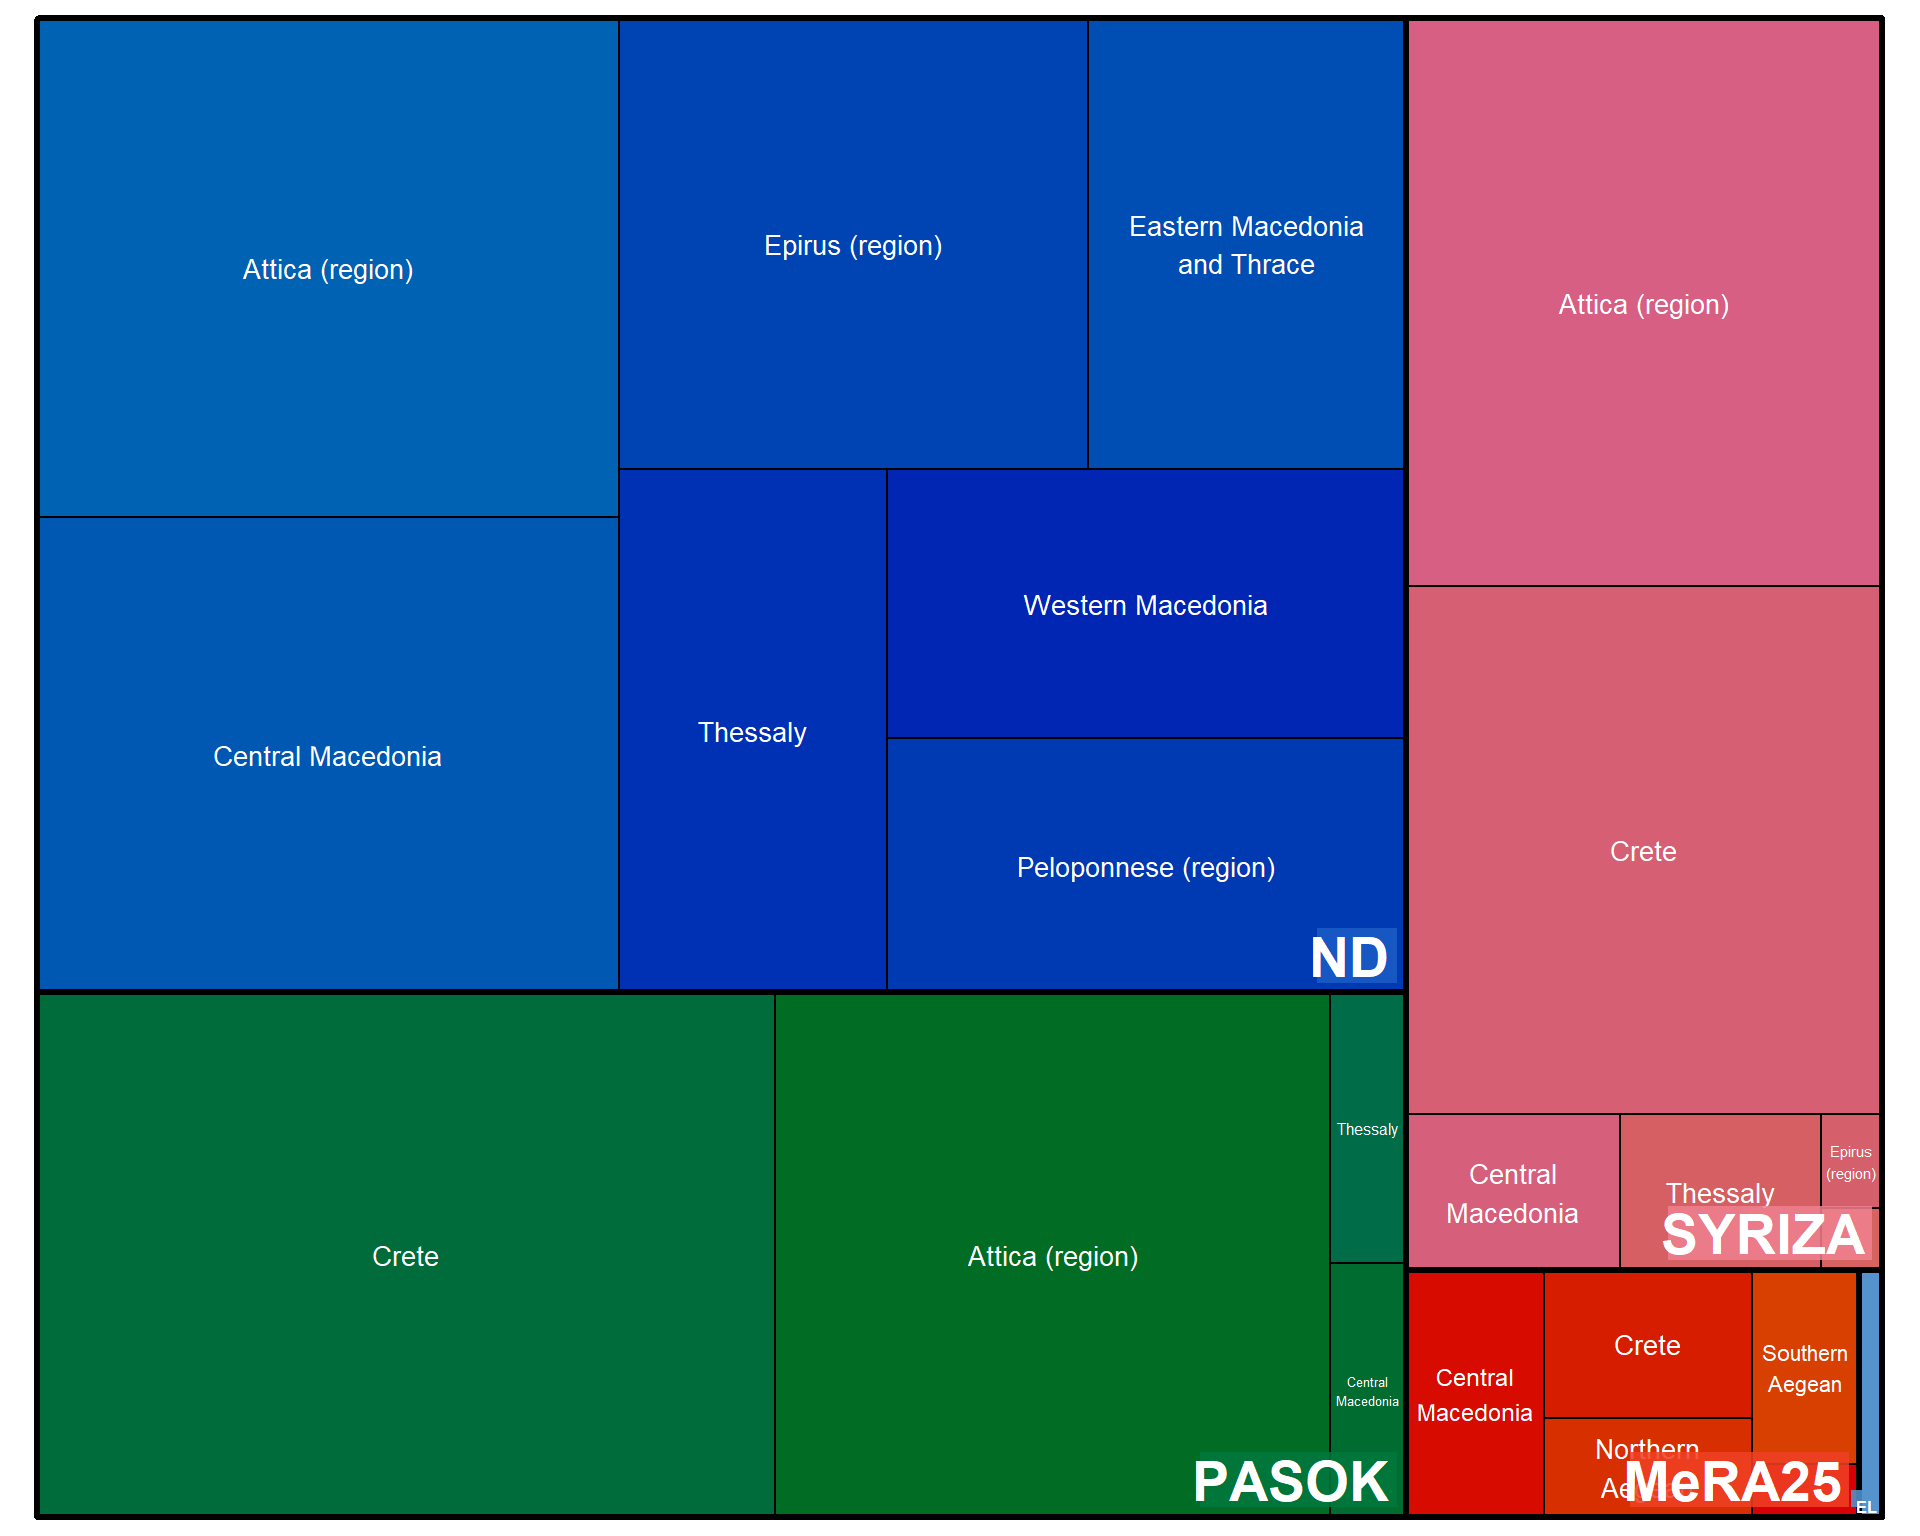 Attica (region)
Epirus (region)
Eastern Macedonia
and Thrace
Central Macedonia
Thessaly
Western Macedonia
Peloponnese (region)
ND
Attica (region)
Crete
Central
Macedonia
Thessaly
Epirus
(region)
SYRIZA
Crete
Attica (region)
Thessaly
Central
Macedonia
PASOK
Central
Macedonia
Crete
Northern
Southern
Aegean
MeRA25
EL